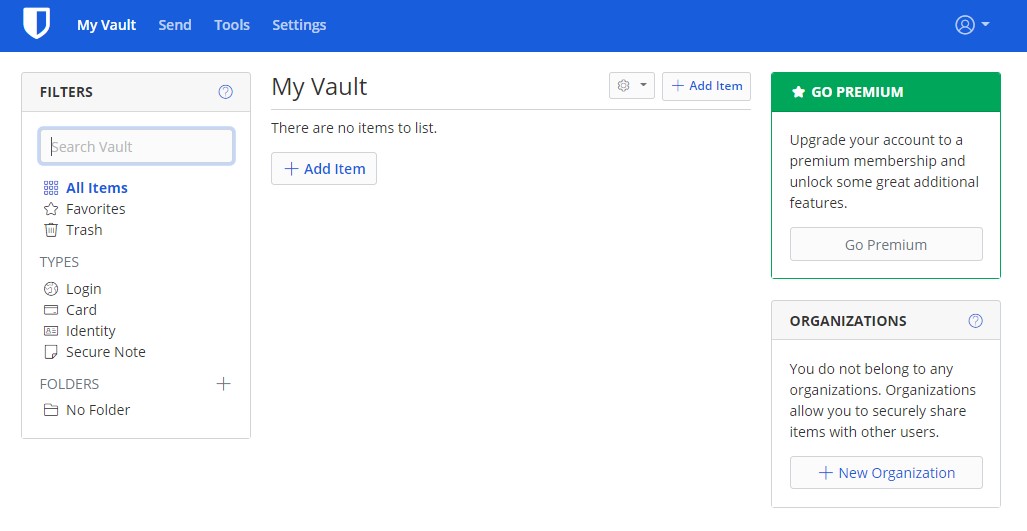 My Vault
Send
Tools
Settings
FILTERS
Search Vault
All Items
Favorites
Trash
TYPES
Login
Card
Identity
Secure Note
FOLDERS
No Folder
My Vault
Add Item
There are no items to list.
Add Item
GO PREMIUM
Upgrade your account to a
premium membership and
unlock some great additional
features.
Go Premium
ORGANIZATIONS
You do not belong to any
organizations. Organizations
allow you to securely share
items with other users.
New Organization